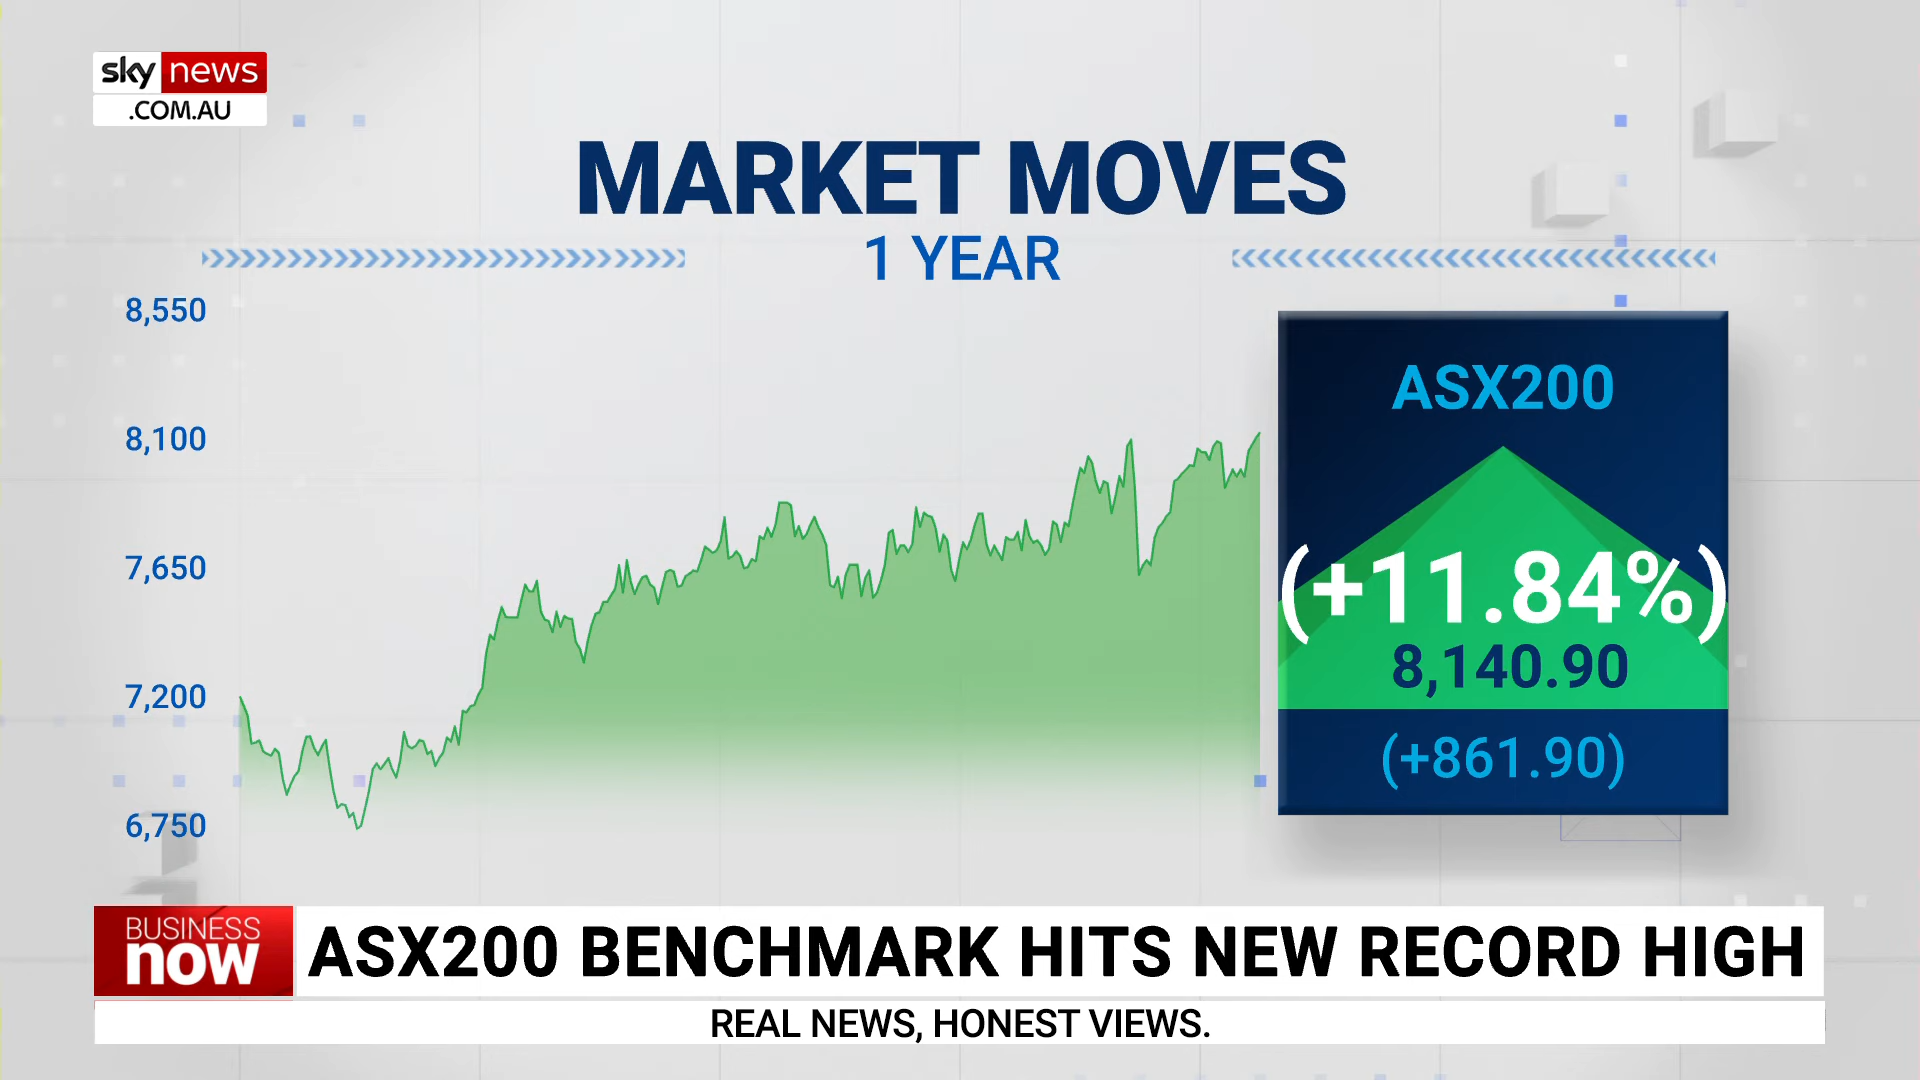 sky news
.COM.AU
MARKET MOVES
1 YEAR
8,550
8,100
7,650
7,200
6,750
ASX200
(+11.84%)
8,140.90
(+861.90)
BUSINESS
now
ASX200 BENCHMARK HITS NEW RECORD HIGH
REAL NEWS, HONEST VIEWS.